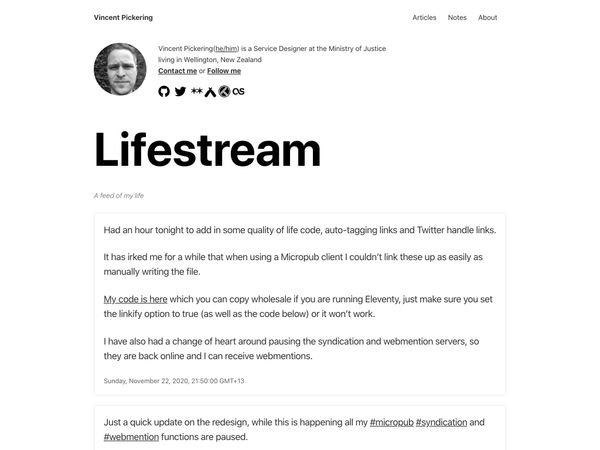 Vincent Pickering
Articles Notes About
Vincent Pickering(he/him) is a Service Designer at the Ministry of Justice
living in Wellington, New Zealand
Contact me or Follow me
Lifestream
A feed of my life
Had an hour tonight to add in some quality of life code, auto-tagging links and Twitter handle links.
It has irked me for a while that when using a Micropub client I couldn’t link these up as easily as
manually writing the file.
My code is here which you can copy wholesale if you are running Eleventy, just make sure you set
the linkify option to true (as well as the code below) or it won’t work.
I have also had a change of heart around pausing the syndication and webmention servers, so
they are back online and I can receive webmentions.
Sunday, November 22, 2020, 21:50:00 GMT+13
Just a quick update on the redesign, while this is happening all my #micropub #syndication and
#webmention functions are paused.